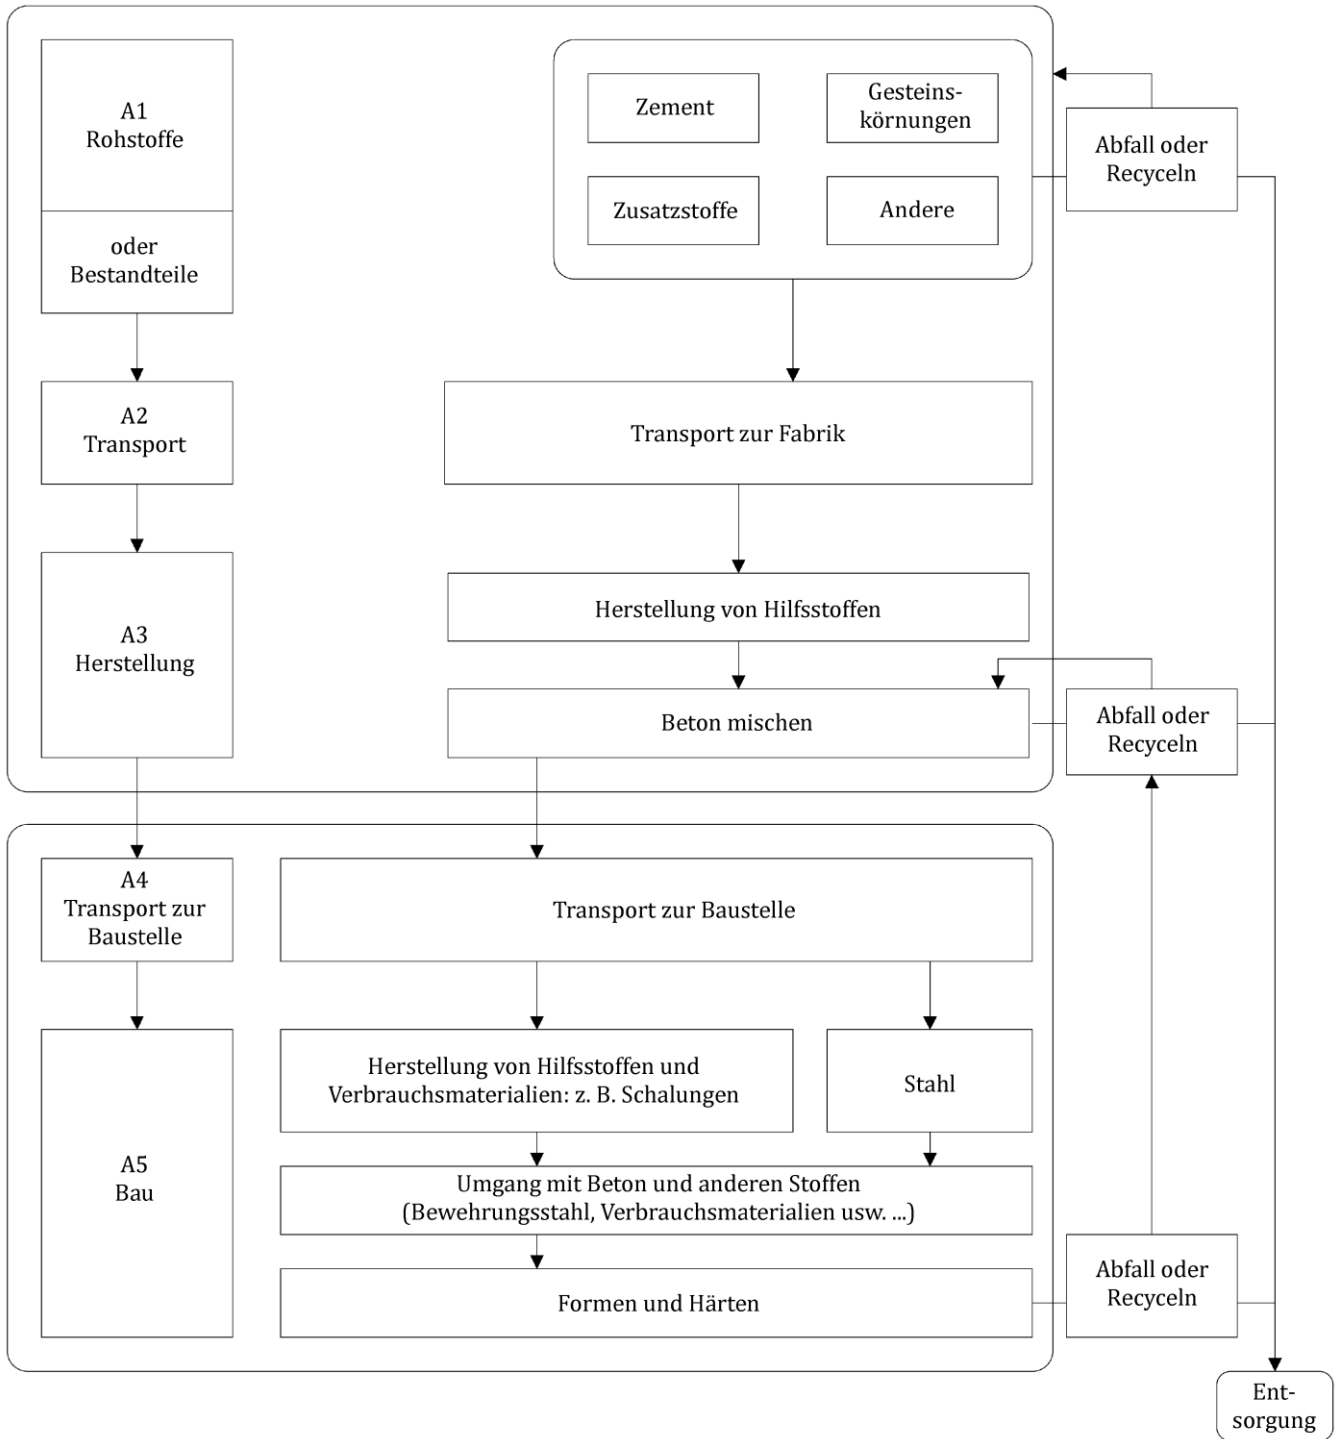 A1
Rohstoffe
oder
Bestandteile
Zement
Gesteins-
körnungen
Zusatzstoffe
Andere
Abfall oder
Recyceln
A2
Transport
Transport zur Fabrik
A3
Herstellung
Herstellung von Hilfsstoffen
Beton mischen
Abfall oder
Recyceln
A4
Transport zur
Baustelle
Transport zur Baustelle
A5
Bau
Herstellung von Hilfsstoffen und
Verbrauchsmaterialien: z. B. Schalungen
Stahl
Umgang mit Beton und anderen Stoffen
(Bewehrungsstahl, Verbrauchsmaterialien usw. ...)
Formen und Härten
Abfall oder
Recyceln
Ent-
sorgung